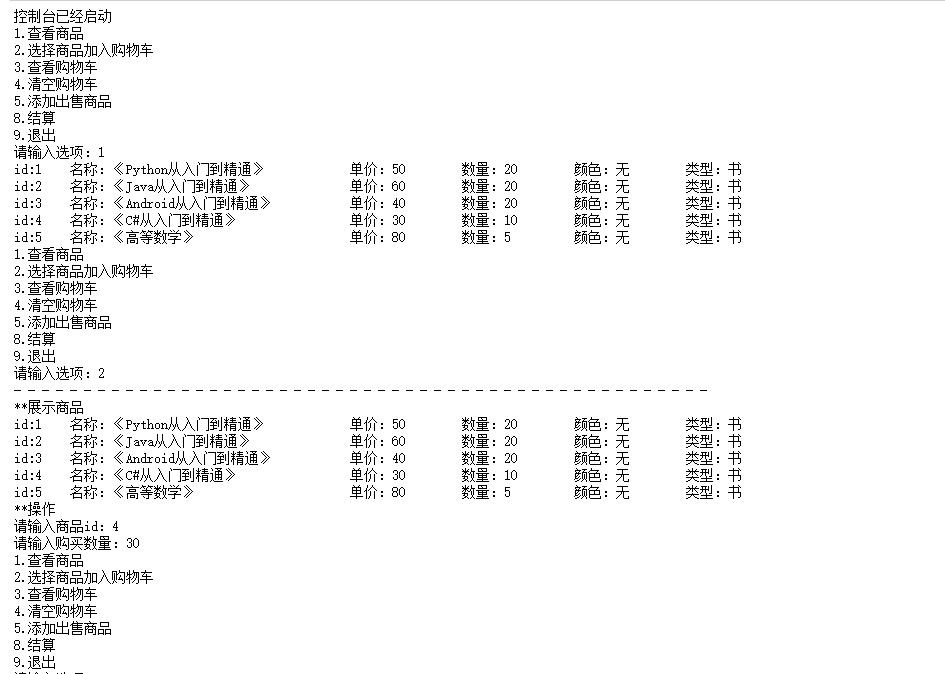 控制台已经启动
1.查看商品
2.选择商品加入购物车
3.查看购物车
4.清空购物车
5.添加出售商品
8.结算
9.退出
请输入选项：1
id:1 名称：《Python从入门到精通》 单价：50 数量：20 颜色：无 类型：书
id:2 名称：《Java从入门到精通》 单价：60 数量：20 颜色：无 类型：书
id:3 名称：《Android从入门到精通》 单价：40 数量：20 颜色：无 类型：书
id:4 名称：《C#从入门到精通》 单价：30 数量：10 颜色：无 类型：书
id:5 名称：《高等数学》 单价：80 数量：5 颜色：无 类型：书
1.查看商品
2.选择商品加入购物车
3.查看购物车
4.清空购物车
5.添加出售商品
8.结算
9.退出
请输入选项：2
- - - - - - - - - - - - - - - - - - - - - - - - - - - - - - - - - - - - - - - - - - - - - - - - - -
**展示商品
id:1 名称：《Python从入门到精通》 单价：50 数量：20 颜色：无 类型：书
id:2 名称：《Java从入门到精通》 单价：60 数量：20 颜色：无 类型：书
id:3 名称：《Android从入门到精通》 单价：40 数量：20 颜色：无 类型：书
id:4 名称：《C#从入门到精通》 单价：30 数量：10 颜色：无 类型：书
id:5 名称：《高等数学》 单价：80 数量：5 颜色：无 类型：书
**操作
请输入商品id：4
请输入购买数量：30
1.查看商品
2.选择商品加入购物车
3.查看购物车
4.清空购物车
5.添加出售商品
8.结算
9.退出